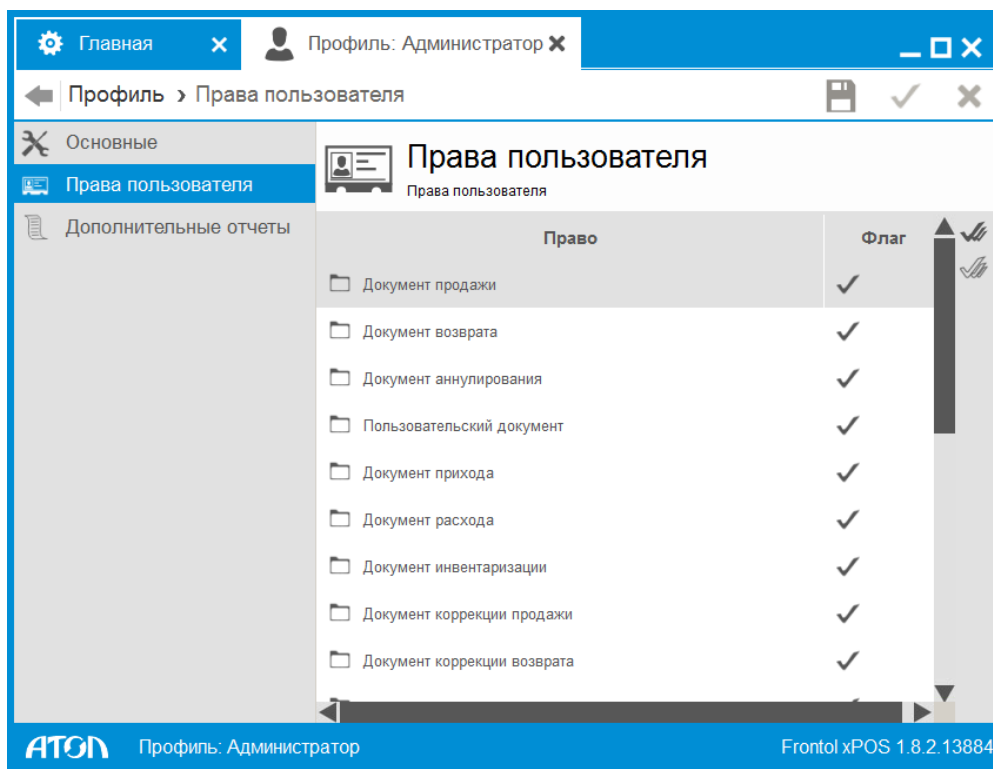 Главная
Профиль: Администратор
Профиль › Права пользователя
Основные
Права пользователя
Дополнительные отчеты
Права пользователя
Права пользователя
Право Флаг
Документ продажи
Документ возврата
Документ аннулирования
Пользовательский документ
Документ прихода
Документ расхода
Документ инвентаризации
Документ коррекции продажи
Документ коррекции возврата
АТОЛ Профиль: Администратор Frontol xPOS 1.8.2.13884